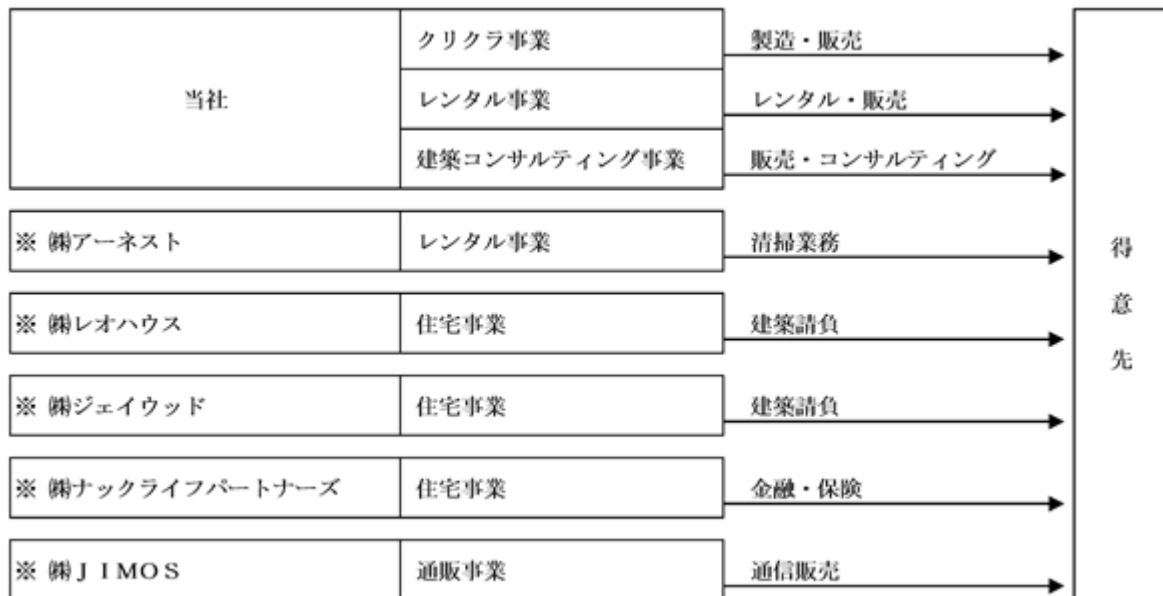 当社
クリクラ事業 製造・販売
レンタル事業 レンタル・販売
建築コンサルティング事業 販売・コンサルティング
※ ㈱アーネスト レンタル事業 清掃業務
※ ㈱レオハウス 住宅事業 建築請負
※ ㈱ジェイウッド 住宅事業 建築請負
※ ㈱ナックライフパートナーズ 住宅事業 金融・保険
※ ㈱ＪＩＭＯＳ 通販事業 通信販売
得意先